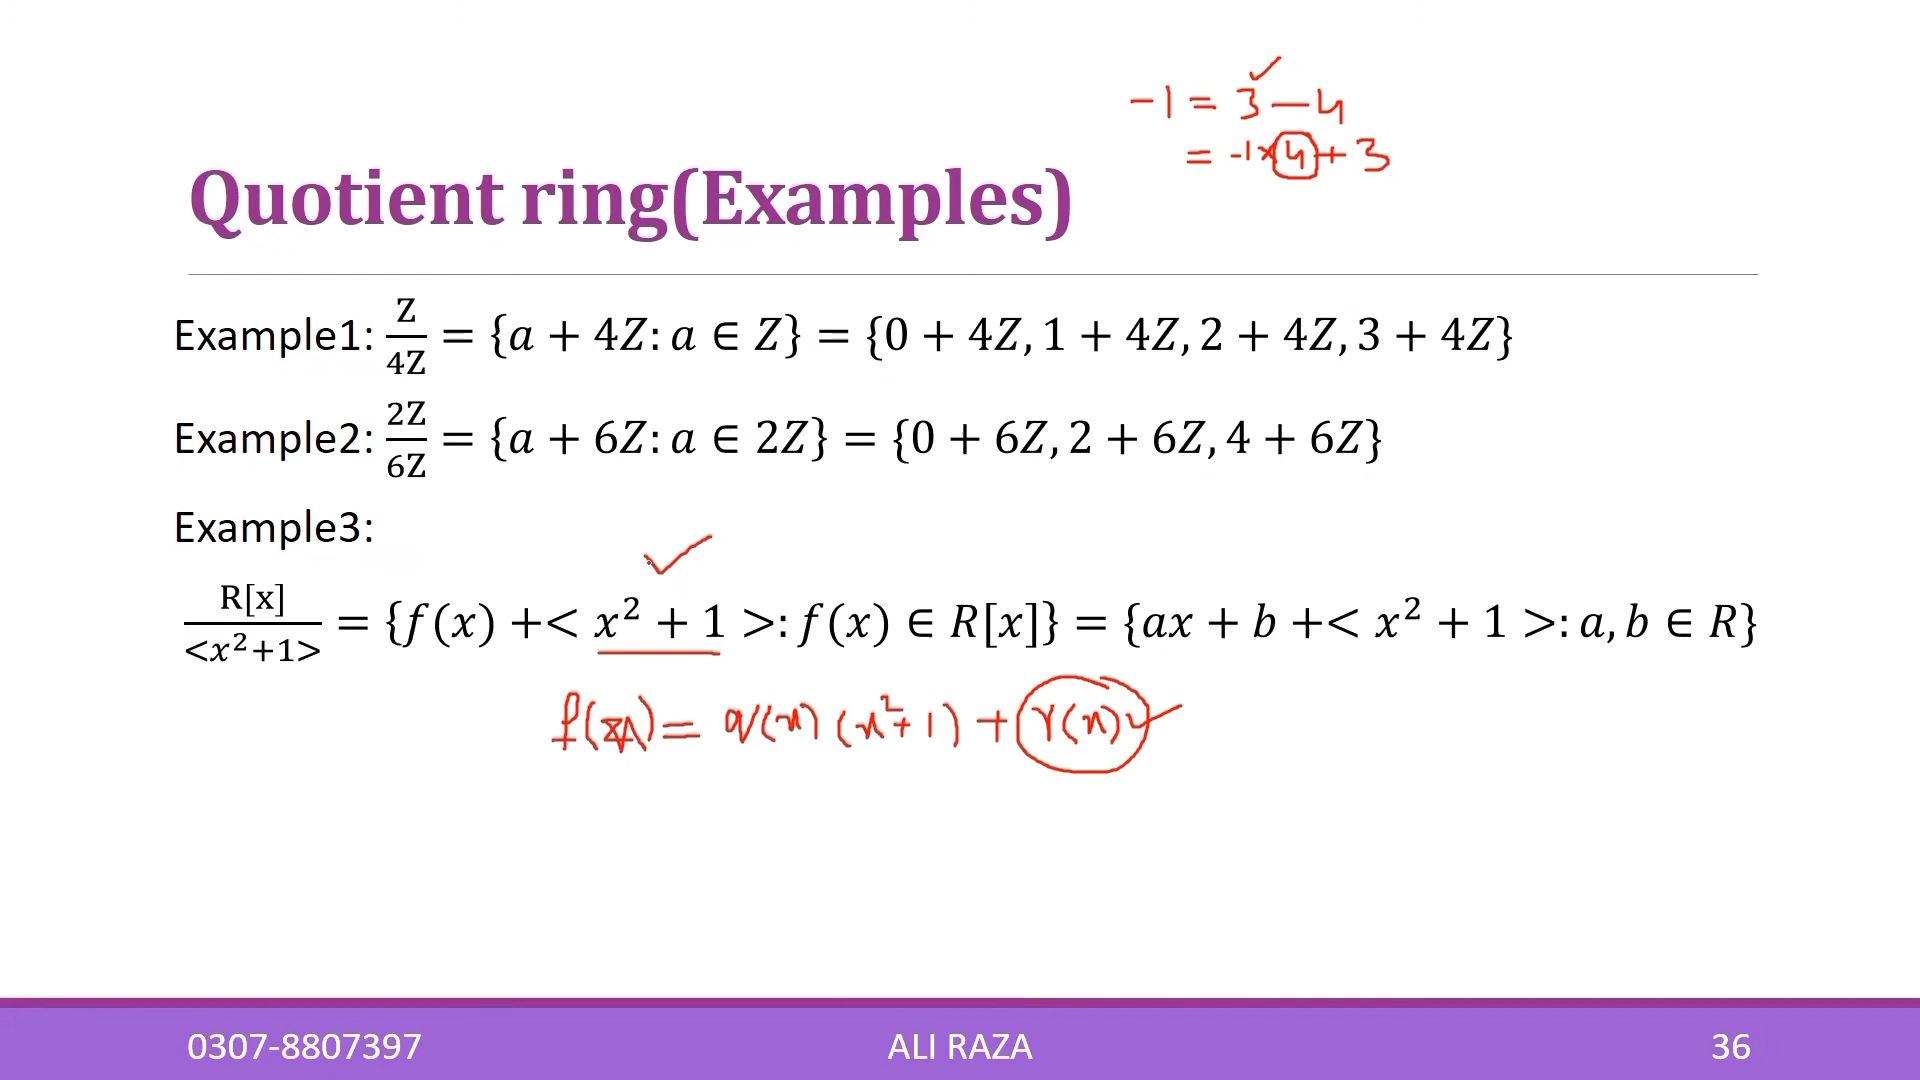 -1 = 3 - 4
= -1×4 + 3
Quotient ring(Examples)
Example1: Z/4Z = {a + 4Z: a ∈ Z} = {0 + 4Z, 1 + 4Z, 2 + 4Z, 3 + 4Z}
Example2: 2Z/6Z = {a + 6Z: a ∈ 2Z} = {0 + 6Z, 2 + 6Z, 4 + 6Z}
Example3:
R[x]/<x²+1> = {f(x) +< x² + 1 >: f(x) ∈ R[x]} = {ax + b +< x² + 1 >: a, b ∈ R}
f(x) = q(x) (x²+1) + r(x)
0307-8807397 ALI RAZA 36